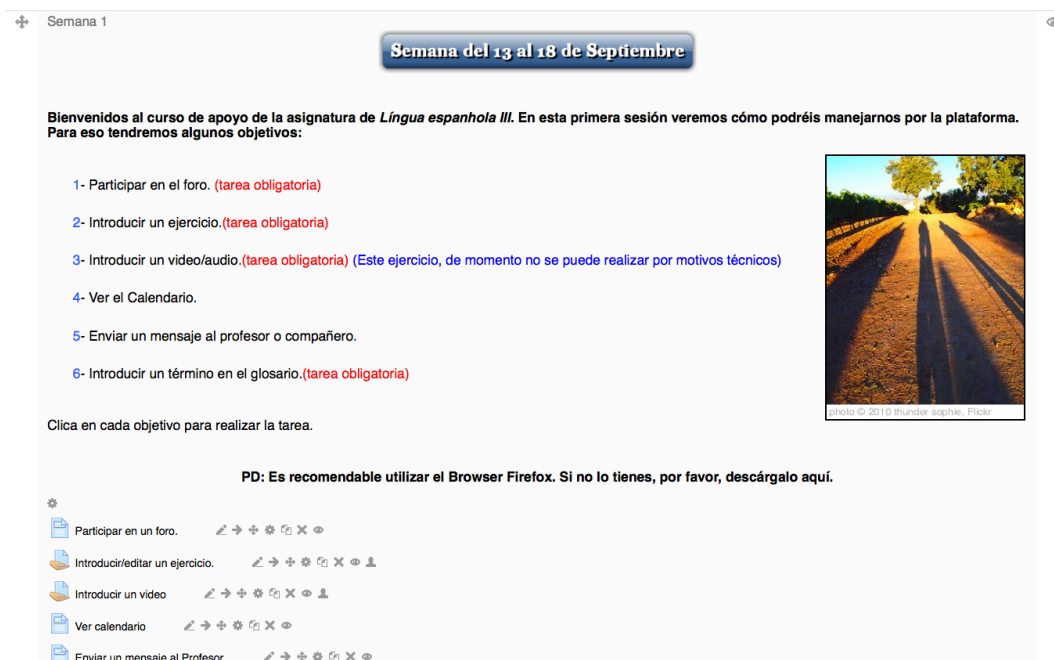 Semana 1
Semana del 13 al 18 de Septiembre
Bienvenidos al curso de apoyo de la asignatura de Língua espanhola III. En esta primera sesión veremos cómo podréis manejarnos por la plataforma.
Para eso tendremos algunos objetivos:
1- Participar en el foro. (tarea obligatoria)
2- Introducir un ejercicio.(tarea obligatoria)
3- Introducir un video/audio.(tarea obligatoria) (Este ejercicio, de momento no se puede realizar por motivos técnicos)
4- Ver el Calendario.
5- Enviar un mensaje al profesor o compañero.
6- Introducir un término en el glosario.(tarea obligatoria)
photo © 2010 thunder sophie, Flickr
Clica en cada objetivo para realizar la tarea.
PD: Es recomendable utilizar el Browser Firefox. Si no lo tienes, por favor, descárgalo aquí.
Participar en un foro.
Introducir/editar un ejercicio.
Introducir un video
Ver calendario
Enviar un mensaje al Profesor